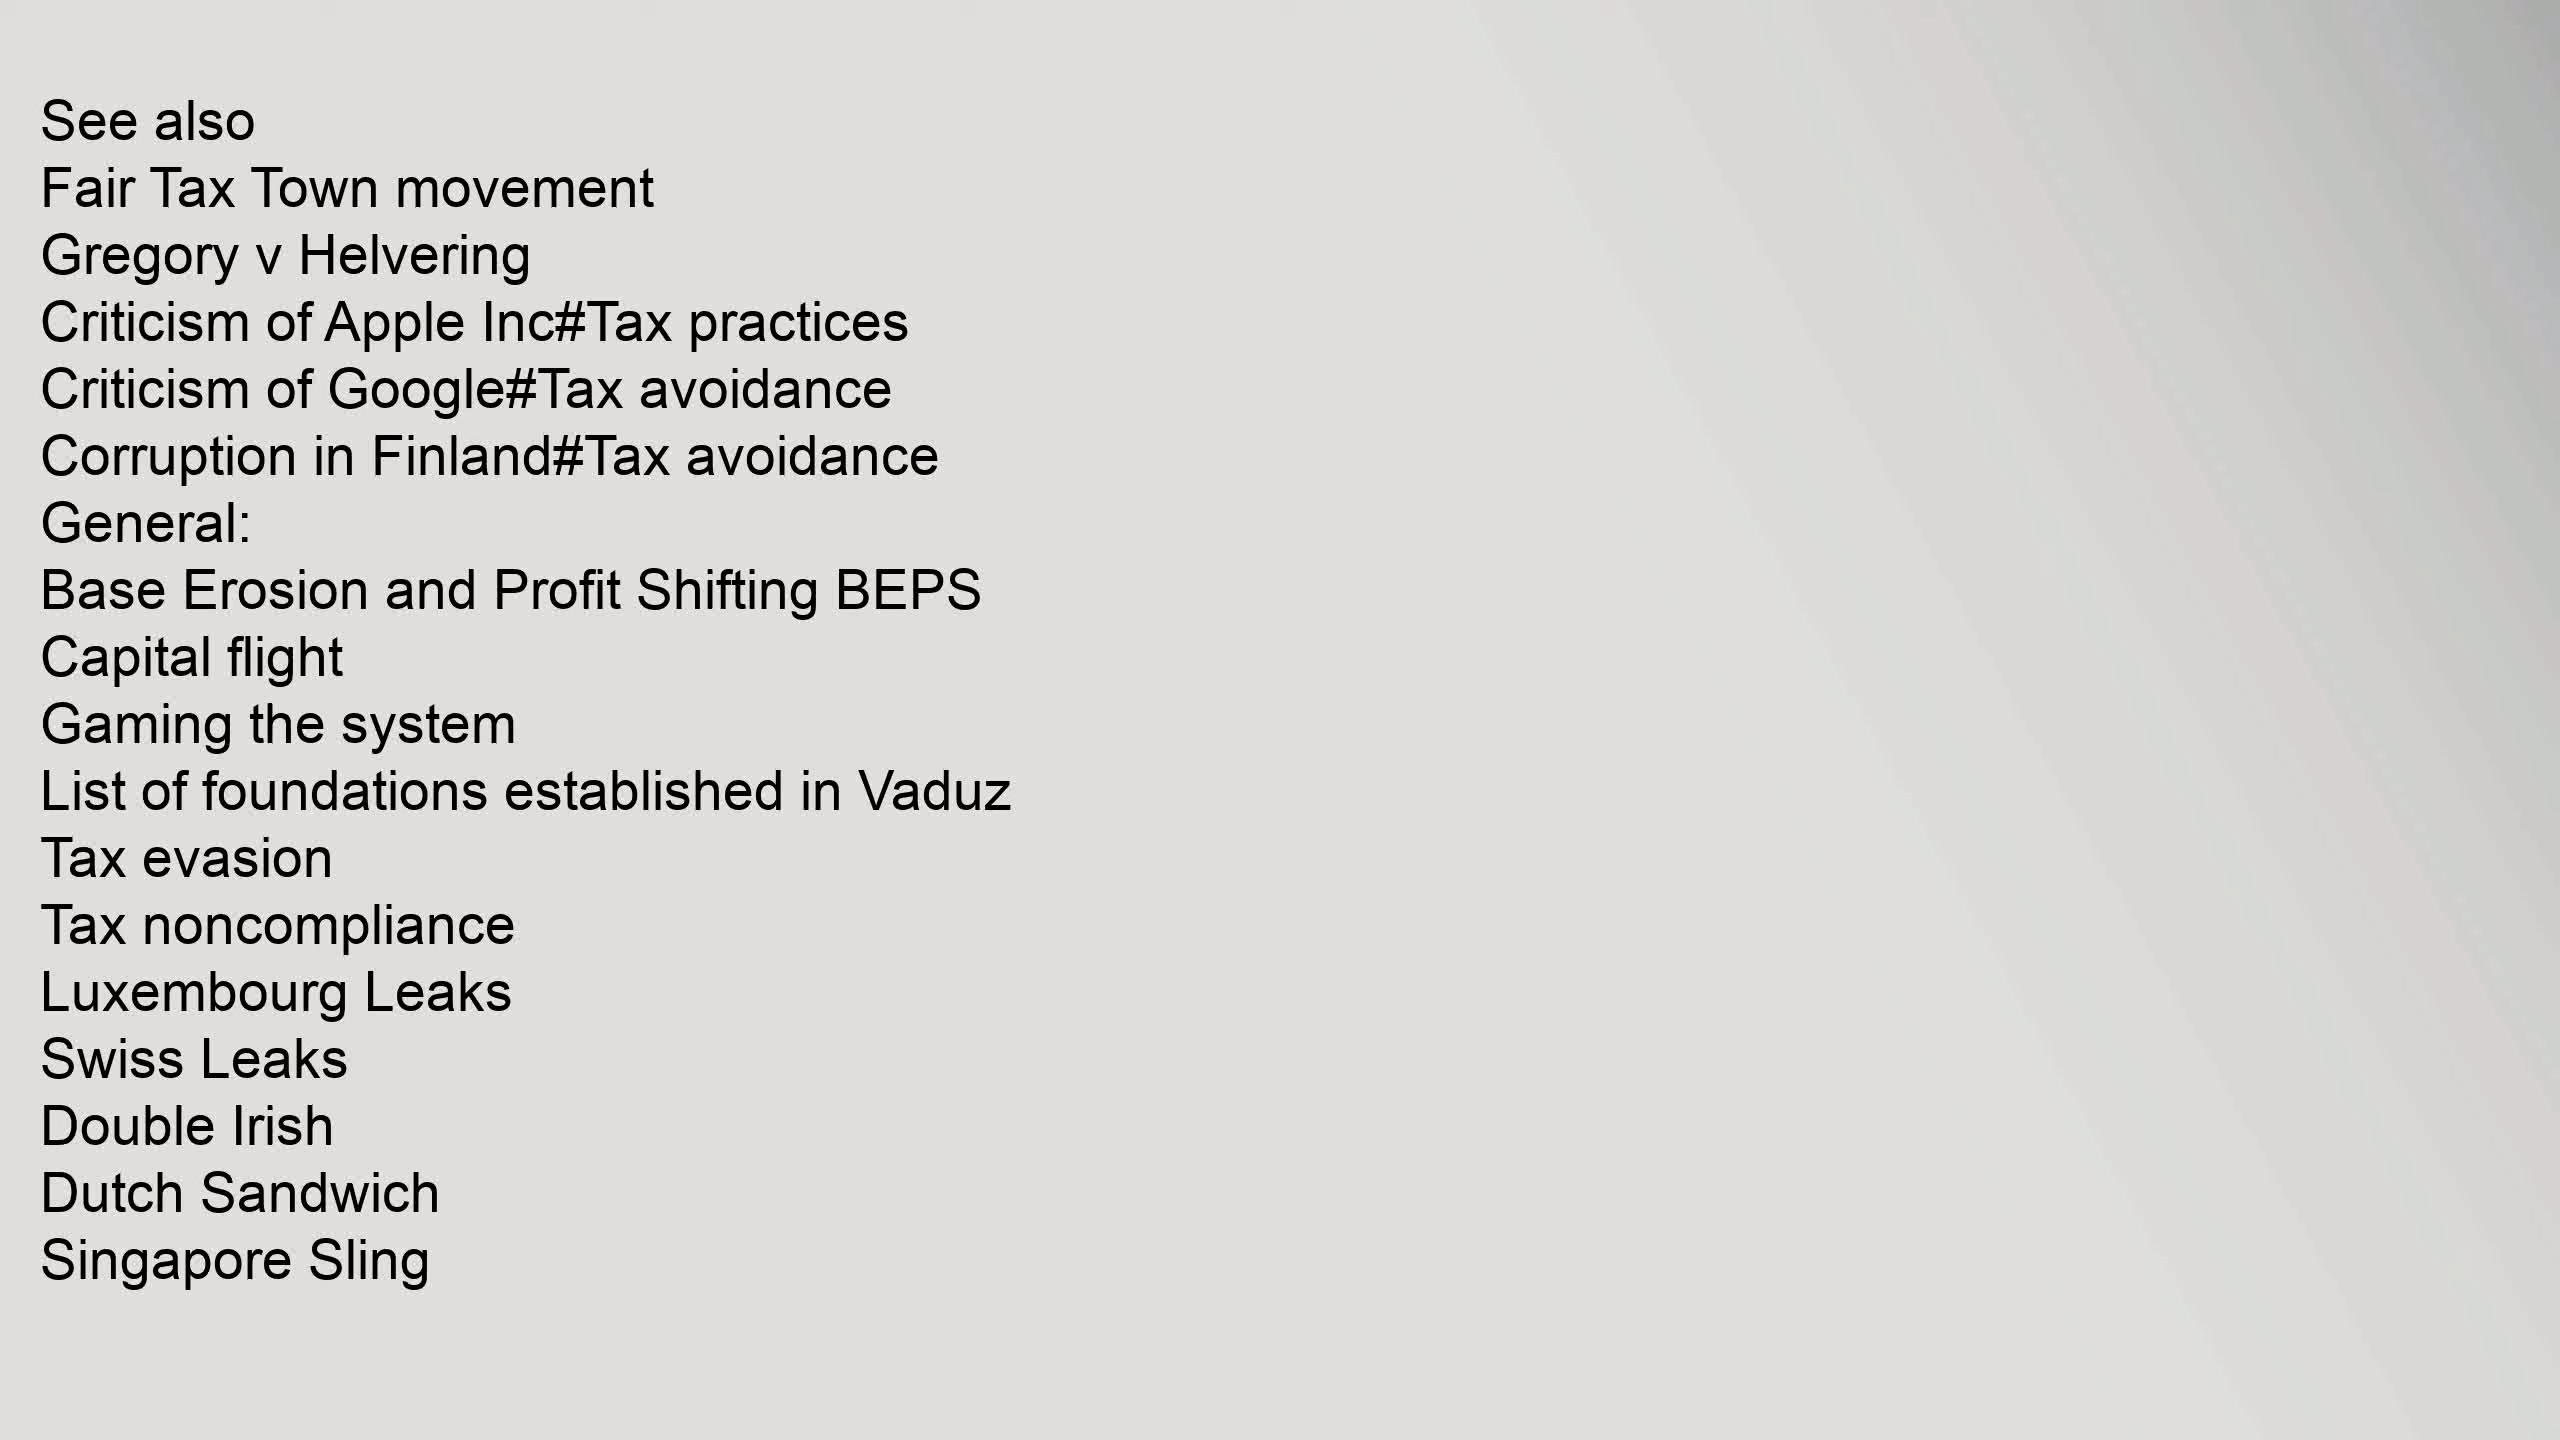 See also
Fair Tax Town movement
Gregory v Helvering
Criticism of Apple Inc#Tax practices
Criticism of Google#Tax avoidance
Corruption in Finland#Tax avoidance
General:
Base Erosion and Profit Shifting BEPS
Capital flight
Gaming the system
List of foundations established in Vaduz
Tax evasion
Tax noncompliance
Luxembourg Leaks
Swiss Leaks
Double Irish
Dutch Sandwich
Singapore Sling